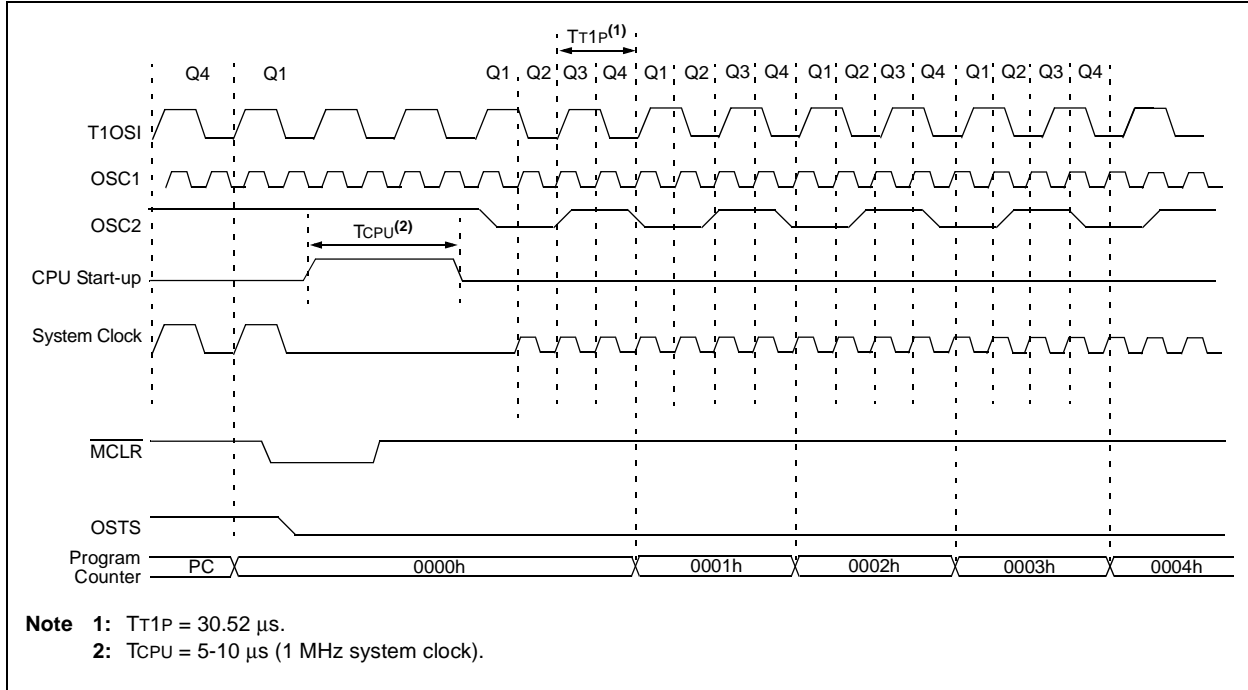 TT1P(1)
Q4 Q1 Q1 Q2 Q3 Q4 Q1 Q2 Q3 Q4 Q1 Q2 Q3 Q4 Q1 Q2 Q3 Q4
T1OSI
OSC1
OSC2
TCPU(2)
CPU Start-up
System Clock
MCLR
OSTS
Program
Counter
PC 0000h 0001h 0002h 0003h 0004h
Note 1: TT1P = 30.52 μs.
2: TCPU = 5-10 μs (1 MHz system clock).